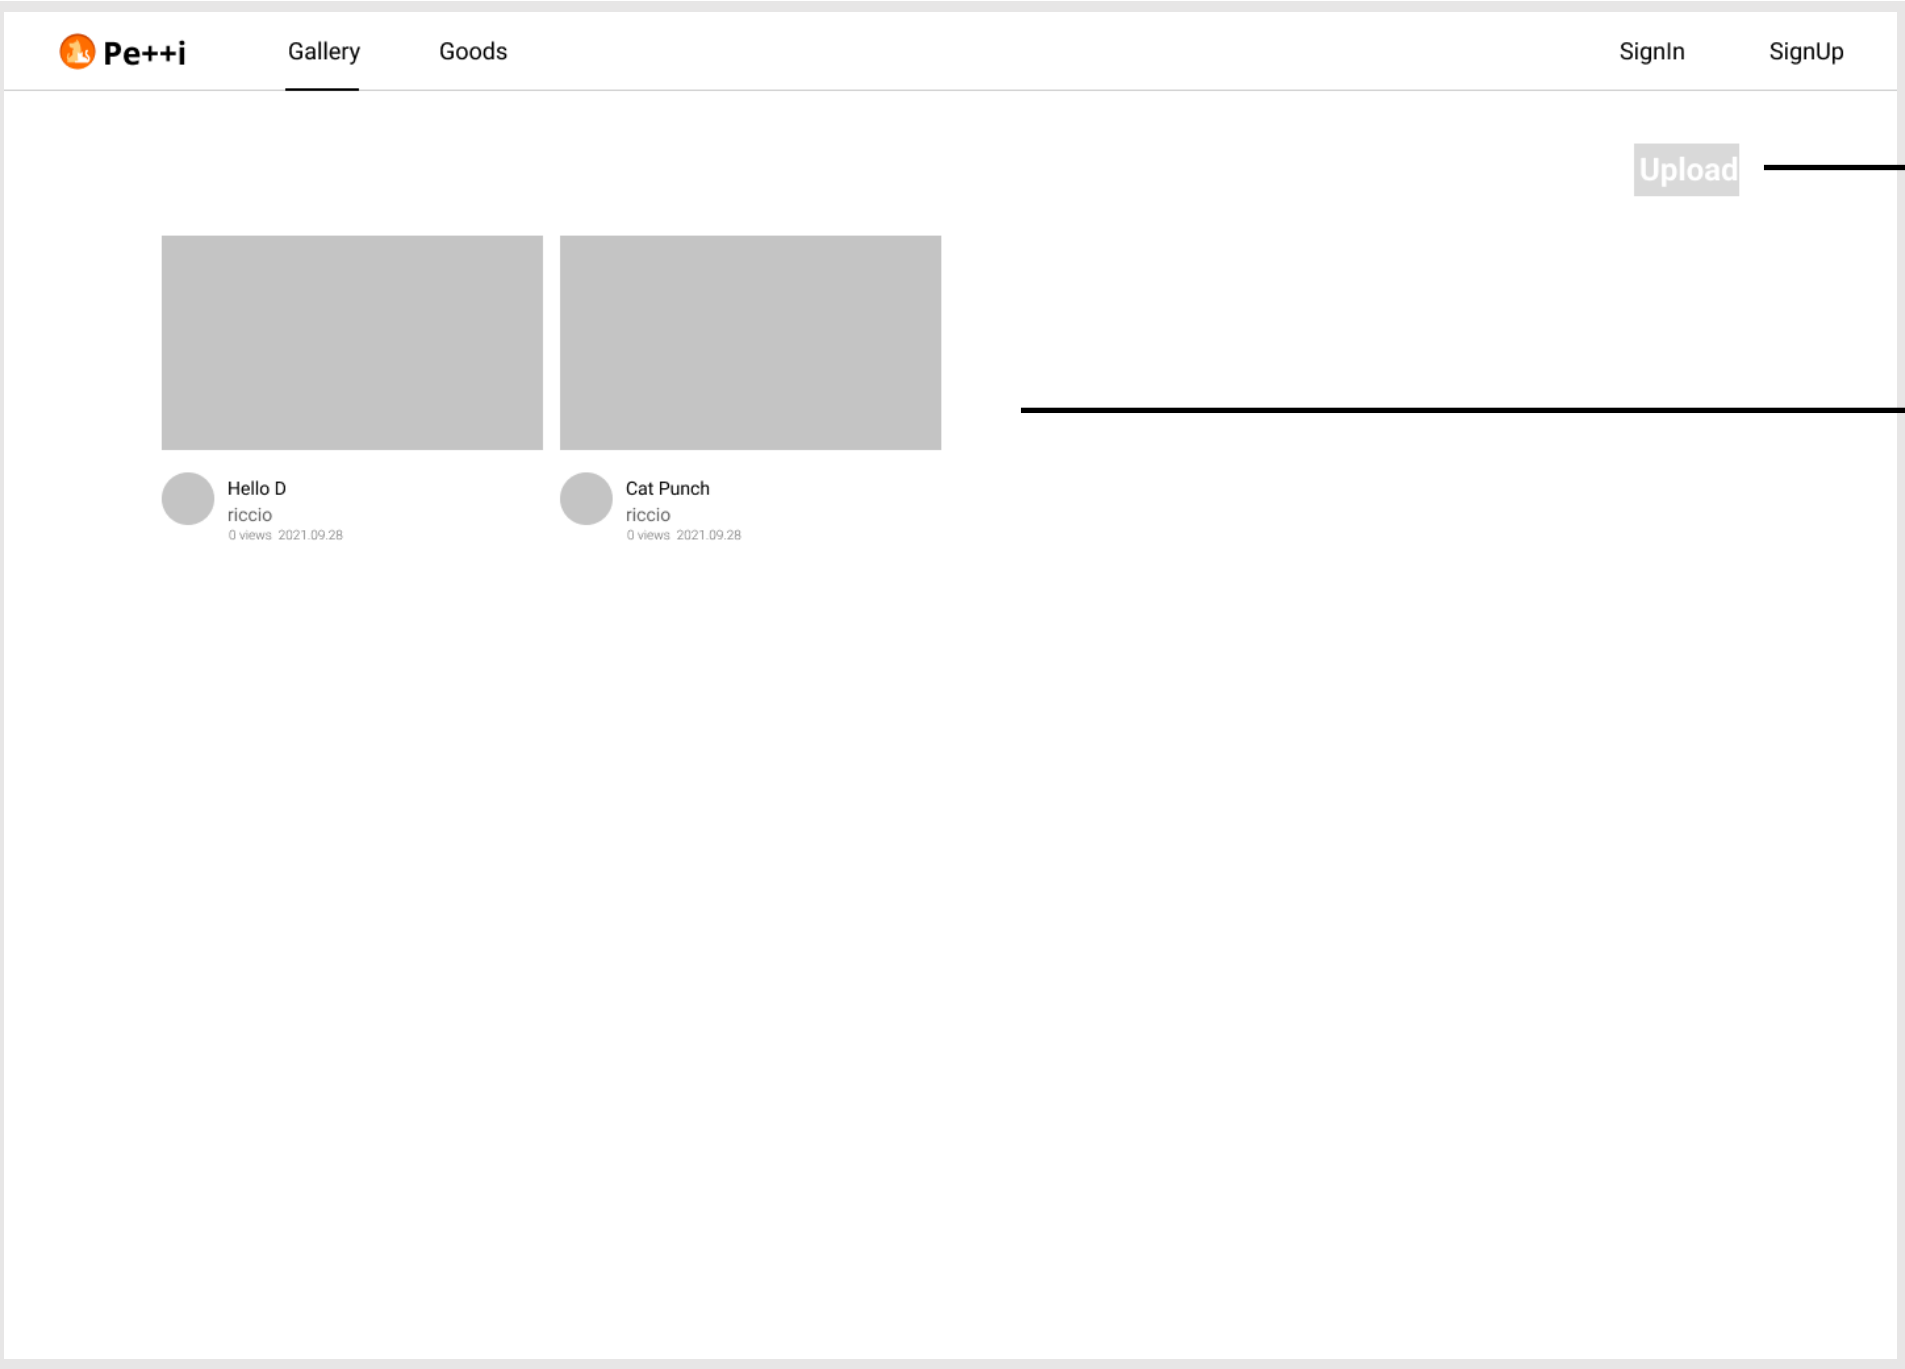 Pe++i Gallery Goods SignIn SignUp
Upload
Hello D
riccio
0 views 2021.09.28
Cat Punch
riccio
0 views 2021.09.28